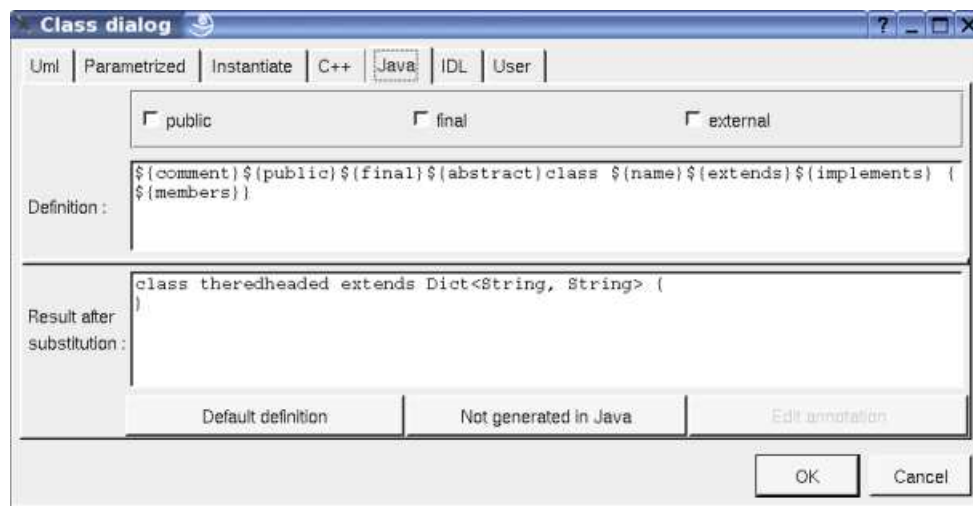 Class dialog ? _ □ X
Uml Parametrized Instantiate C++ Java IDL User
public final external
Definition :
${comment}${public}${final}${abstract}class ${name}${extends}${implements} {
${members}}
Result after
substitution :
class theredheaded extends Dict<String, String> {
}
Default definition Not generated in Java Edit annotation
OK Cancel